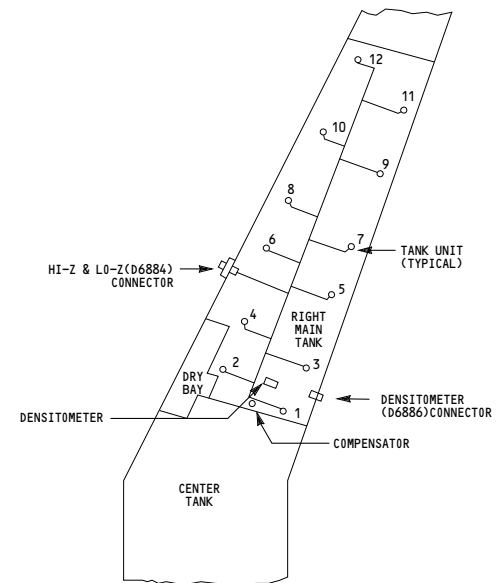 12
11
10
9
8
7
TANK UNIT
(TYPICAL)
6
HI-Z & LO-Z(D6884)
CONNECTOR
5
4
RIGHT
MAIN
TANK
3
2
DRY
BAY
DENSITOMETER
DENSITOMETER
(D6886)CONNECTOR
1
COMPENSATOR
CENTER
TANK